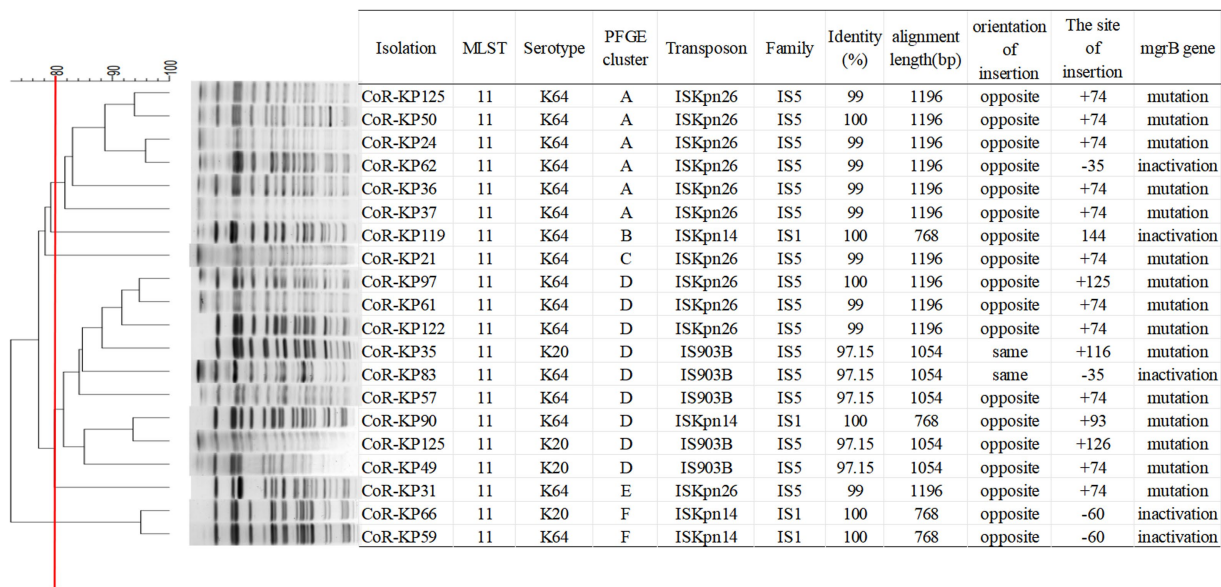 Isolation MLST Serotype PFGE cluster Transposon Family Identity (%) alignment length(bp) orientation of insertion The site of insertion mgrB gene
80 90 100
CoR-KP125 11 K64 A ISKpn26 IS5 99 1196 opposite +74 mutation
CoR-KP50 11 K64 A ISKpn26 IS5 100 1196 opposite +74 mutation
CoR-KP24 11 K64 A ISKpn26 IS5 99 1196 opposite +74 mutation
CoR-KP62 11 K64 A ISKpn26 IS5 99 1196 opposite -35 inactivation
CoR-KP36 11 K64 A ISKpn26 IS5 99 1196 opposite +74 mutation
CoR-KP37 11 K64 A ISKpn26 IS5 99 1196 opposite +74 mutation
CoR-KP119 11 K64 B ISKpn14 IS1 100 768 opposite 144 inactivation
CoR-KP21 11 K64 C ISKpn26 IS5 99 1196 opposite +74 mutation
CoR-KP97 11 K64 D ISKpn26 IS5 100 1196 opposite +125 mutation
CoR-KP61 11 K64 D ISKpn26 IS5 99 1196 opposite +74 mutation
CoR-KP122 11 K64 D ISKpn26 IS5 99 1196 opposite +74 mutation
CoR-KP35 11 K20 D IS903B IS5 97.15 1054 same +116 mutation
CoR-KP83 11 K64 D IS903B IS5 97.15 1054 same -35 inactivation
CoR-KP57 11 K64 D IS903B IS5 97.15 1054 opposite +74 mutation
CoR-KP90 11 K64 D ISKpn14 IS1 100 768 opposite +93 mutation
CoR-KP125 11 K20 D IS903B IS5 97.15 1054 opposite +126 mutation
CoR-KP49 11 K20 D IS903B IS5 97.15 1054 opposite +74 mutation
CoR-KP31 11 K64 E ISKpn26 IS5 99 1196 opposite +74 mutation
CoR-KP66 11 K20 F ISKpn14 IS1 100 768 opposite -60 inactivation
CoR-KP59 11 K64 F ISKpn14 IS1 100 768 opposite -60 inactivation